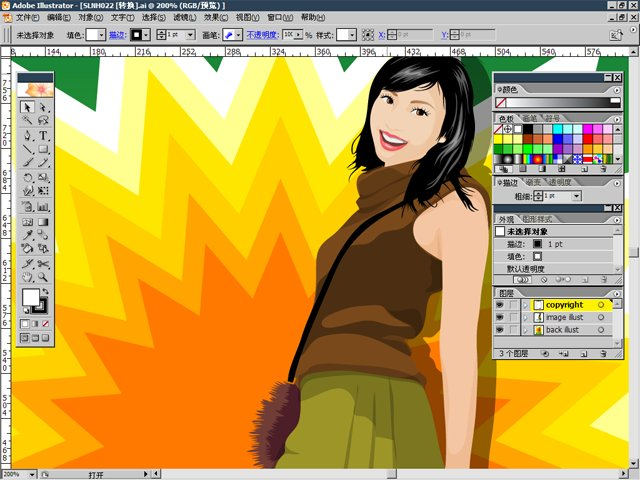 Adobe Illustrator - [SLNH022 [转换].ai @ 200% (RGB/预览) ]
文件(F) 编辑(E) 对象(O) 文字(T) 选择(S) 滤镜(L) 效果(C) 视图(V) 窗口(W) 帮助(H)
未选择对象 填色: 描边: 1 pt 画笔: 不透明度: 100 % 样式: X: 0 pt Y: 0 pt
0 144 180 216 252 288 324 360 396 432 468 504 540 576
颜色
色板 画笔 符号
描边 渐变 透明度
粗细: 1 pt
外观 图形样式
未选择对象
描边: 1 pt
填色:
默认透明度
图层
copyright
image illust
back illust
3 个图层
200% 打开